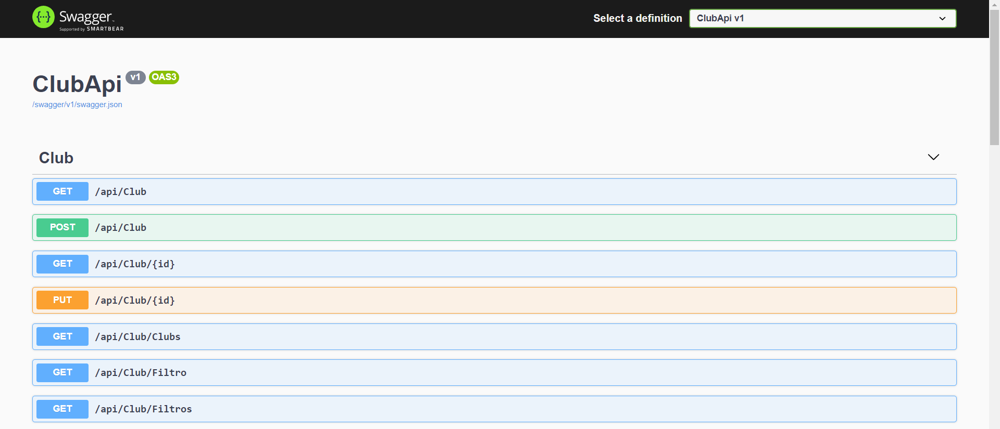 Swagger
Supported by SMARTBEAR
Select a definition
ClubApi v1
ClubApi v1 OAS3
/swagger/v1/swagger.json
Club
GET /api/Club
POST /api/Club
GET /api/Club/{id}
PUT /api/Club/{id}
GET /api/Club/Clubs
GET /api/Club/Filtro
GET /api/Club/Filtros